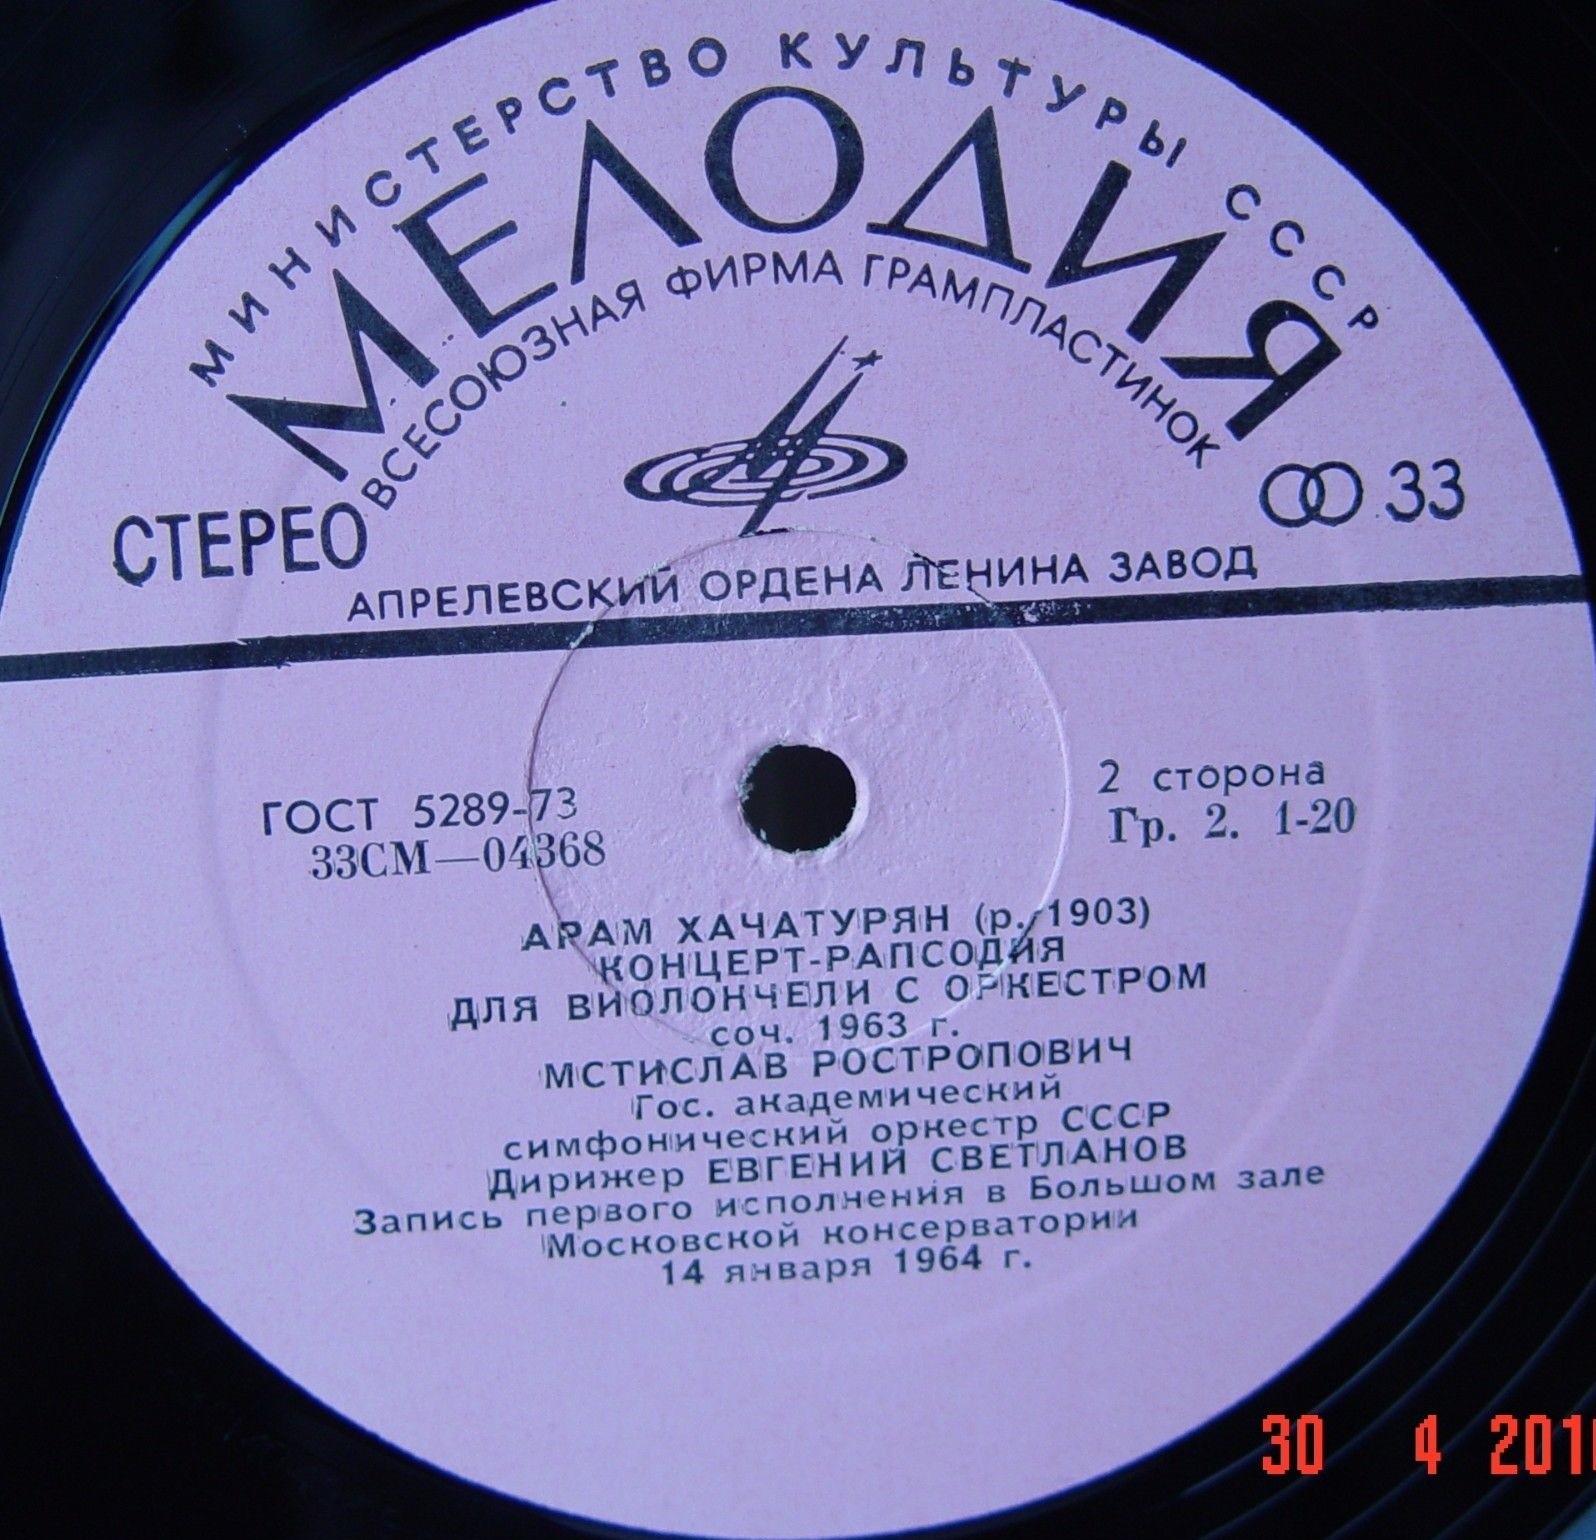 МИНИСТЕРСТВО КУЛЬТУРЫ СССР
МЕЛОДИЯ
ВСЕСОЮЗНАЯ ФИРМА ГРАМПЛАСТИНОК
СТЕРЕО
33
АПРЕЛЕВСКИЙ ОРДЕНА ЛЕНИНА ЗАВОД
ГОСТ 5289-73
33СМ—04368
2 сторона
Гр. 2. 1-20
АРАМ ХАЧАТУРЯН (р. 1903)
КОНЦЕРТ-РАПСОДИЯ
ДЛЯ ВИОЛОНЧЕЛИ С ОРКЕСТРОМ
соч. 1963 г.
МСТИСЛАВ РОСТРОПОВИЧ
Гос. академический
симфонический оркестр СССР
Дирижер ЕВГЕНИЙ СВЕТЛАНОВ
Запись первого исполнения в Большом зале
Московской консерватории
14 января 1964 г.
30 4